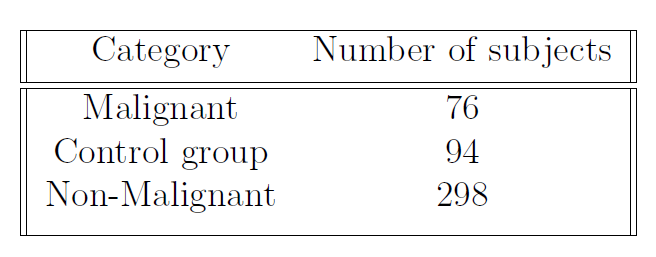 Category Number of subjects
Malignant 76
Control group 94
Non-Malignant 298